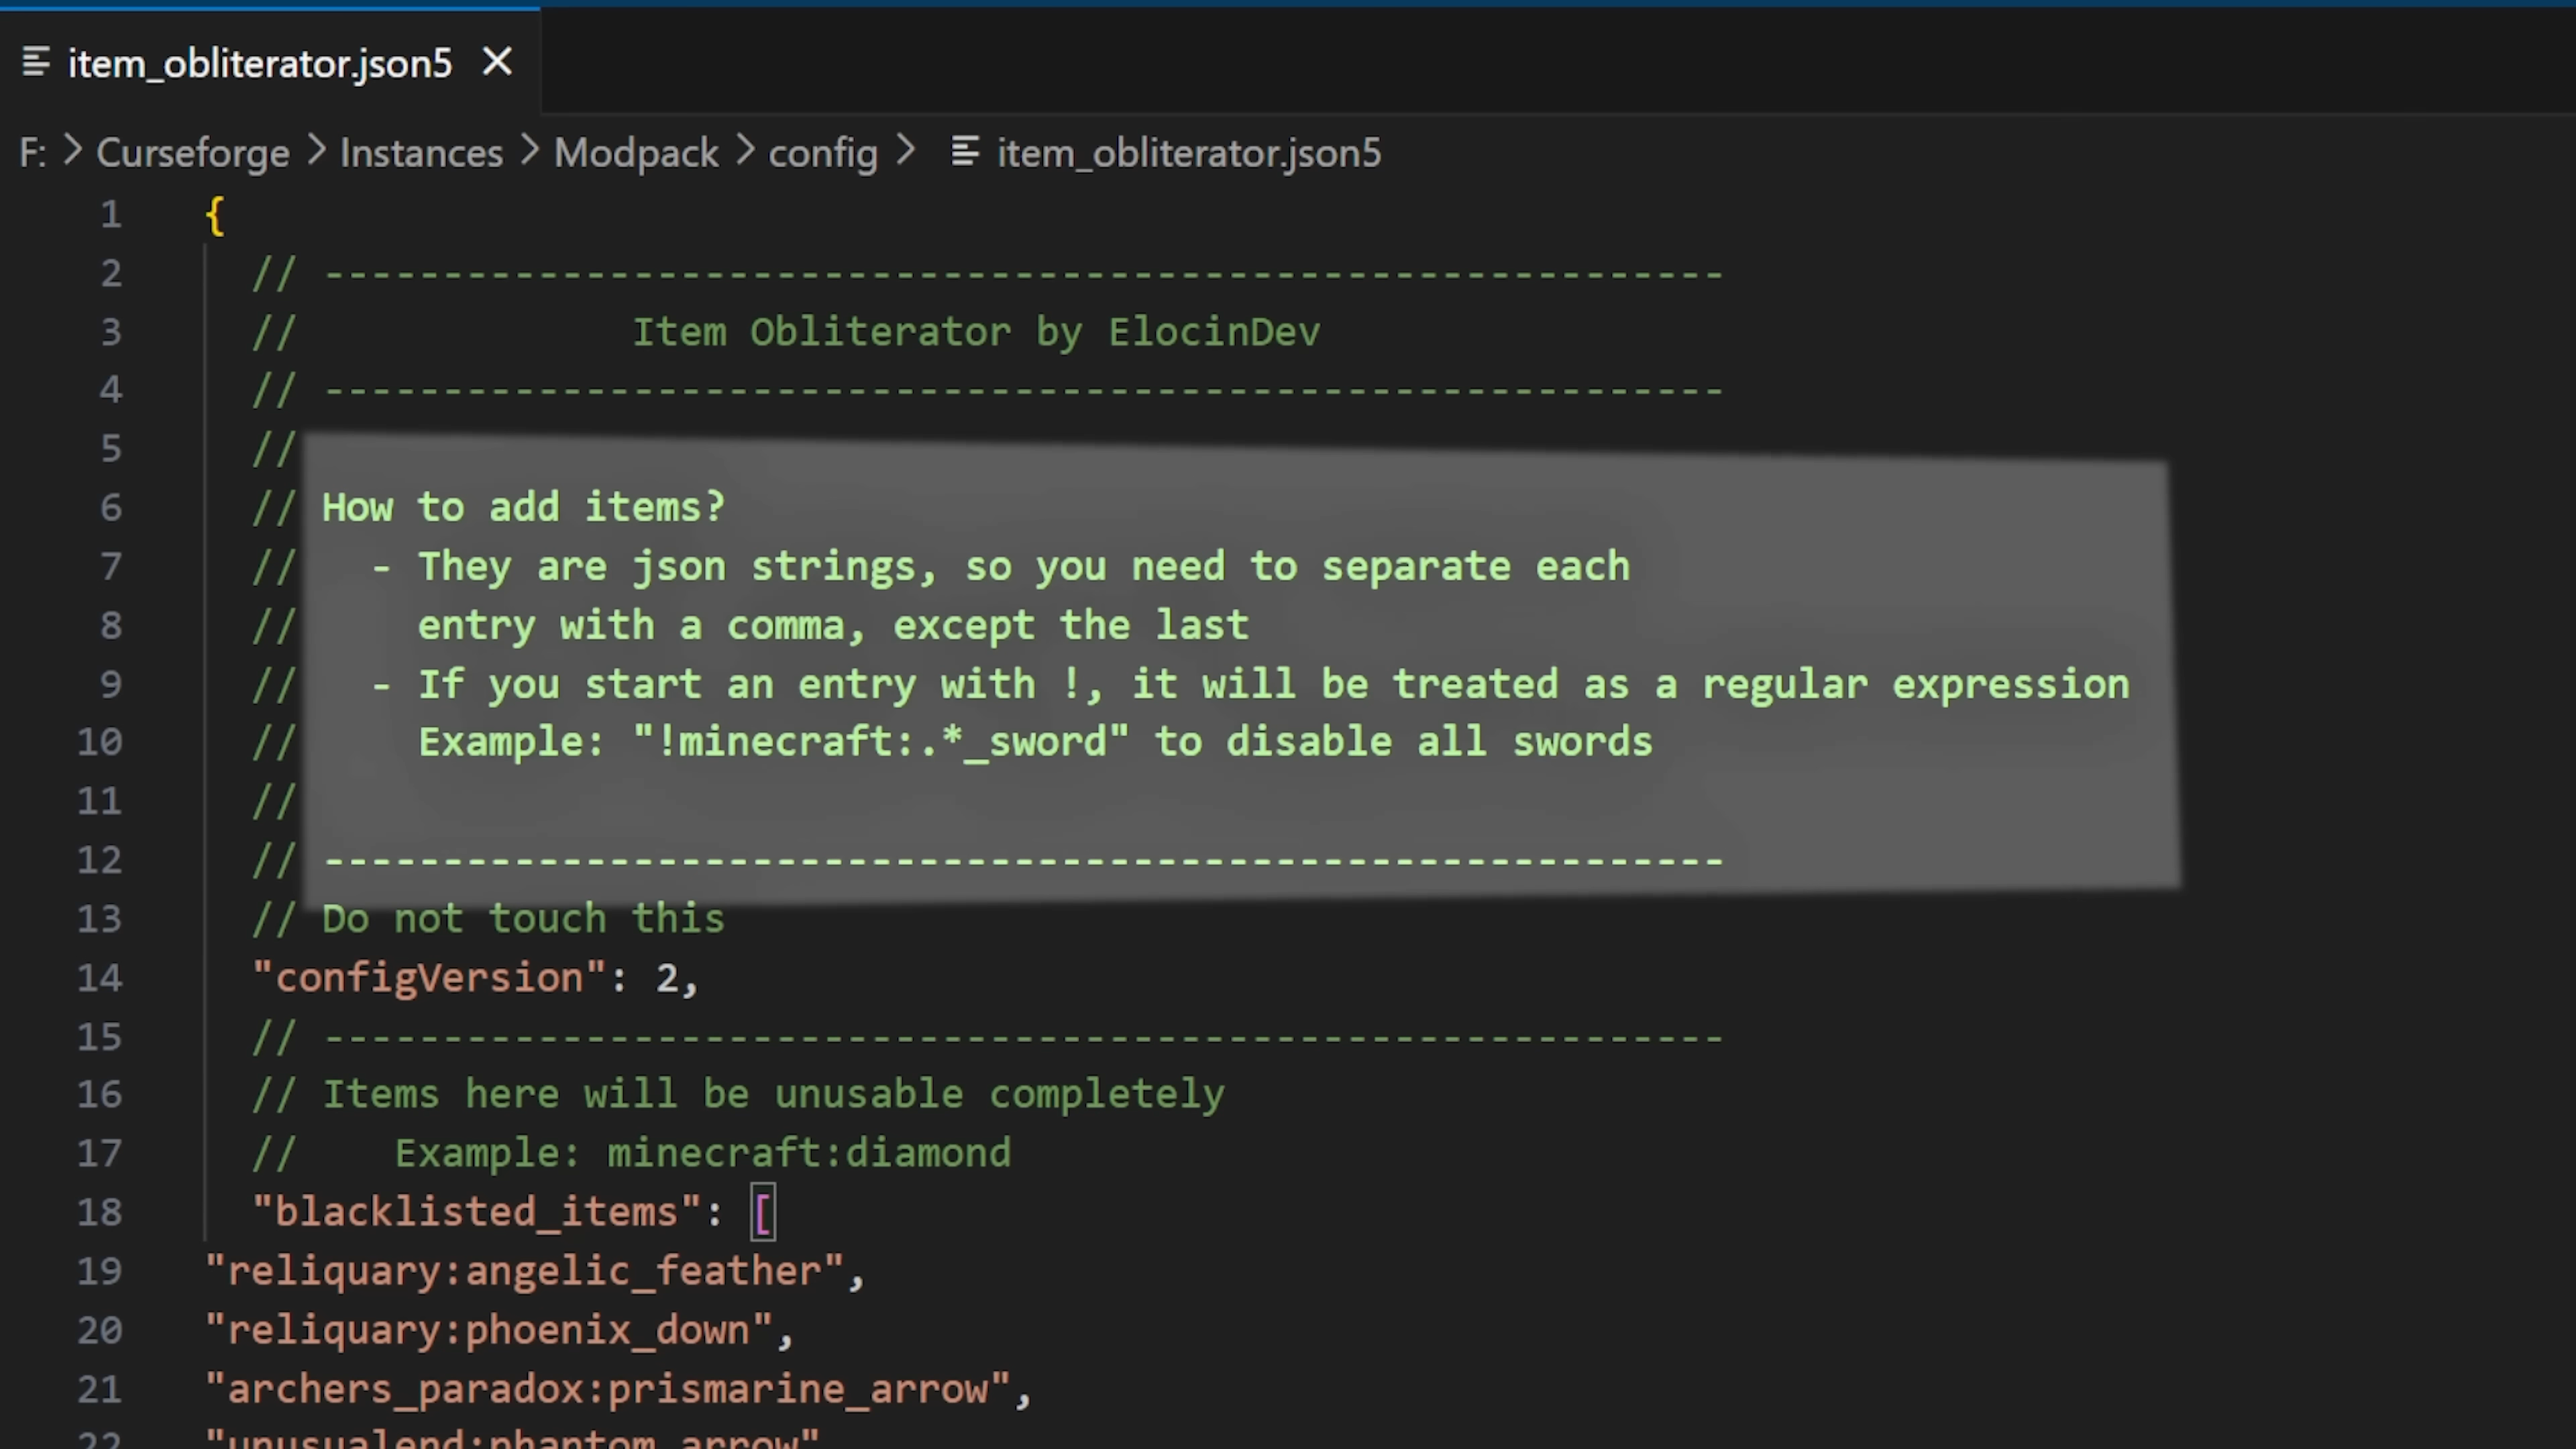 item_obliterator.json5
F: > Curseforge > Instances > Modpack > config > item_obliterator.json5
1 {
2 // -----------------------------------------------------------
3 // Item Obliterator by ElocinDev
4 // -----------------------------------------------------------
5 //
6 // How to add items?
7 // - They are json strings, so you need to separate each
8 // entry with a comma, except the last
9 // - If you start an entry with !, it will be treated as a regular expression
10 // Example: "!minecraft:.*_sword" to disable all swords
11 //
12 // -----------------------------------------------------------
13 // Do not touch this
14 "configVersion": 2,
15 // -----------------------------------------------------------
16 // Items here will be unusable completely
17 // Example: minecraft:diamond
18 "blacklisted_items": [
19 "reliquary:angelic_feather",
20 "reliquary:phoenix_down",
21 "archers_paradox:prismarine_arrow",
22 "unusualend:phantom_arrow"